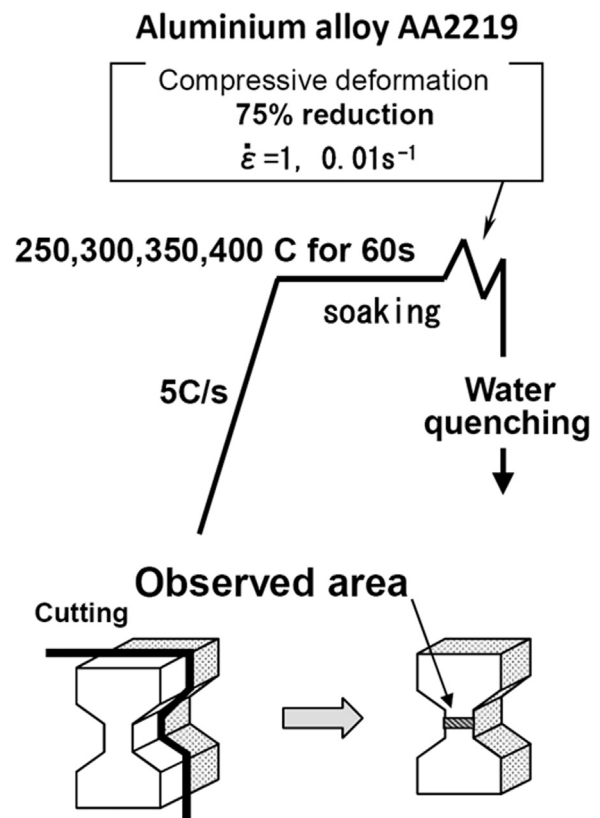 Aluminium alloy AA2219
Compressive deformation
75% reduction
ε̇ =1, 0.01s⁻¹
250,300,350,400 C for 60s
soaking
5C/s
Water
quenching
Observed area
Cutting